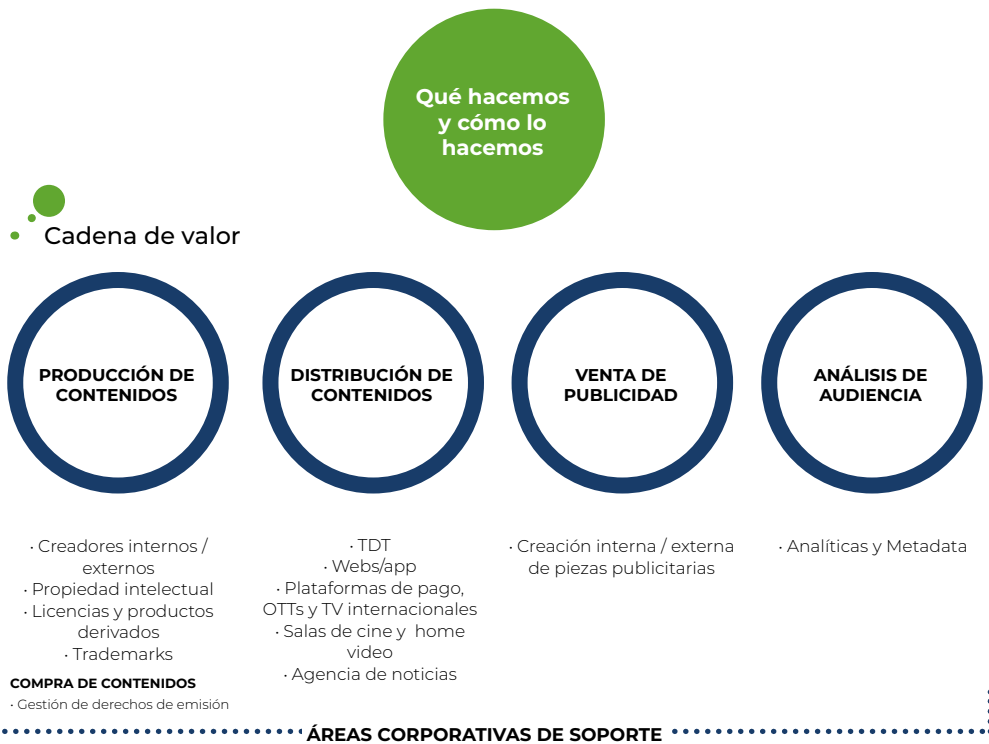 Qué hacemos
y cómo lo
hacemos
Cadena de valor
PRODUCCIÓN DE
CONTENIDOS
· Creadores internos /
externos
· Propiedad intelectual
· Licencias y productos
derivados
· Trademarks
COMPRA DE CONTENIDOS
· Gestión de derechos de emisión
DISTRIBUCIÓN DE
CONTENIDOS
· TDT
· Webs/app
· Plataformas de pago,
OTTs y TV internacionales
· Salas de cine y home
video
· Agencia de noticias
VENTA DE
PUBLICIDAD
· Creación interna / externa
de piezas publicitarias
ANÁLISIS DE
AUDIENCIA
· Analíticas y Metadata
ÁREAS CORPORATIVAS DE SOPORTE